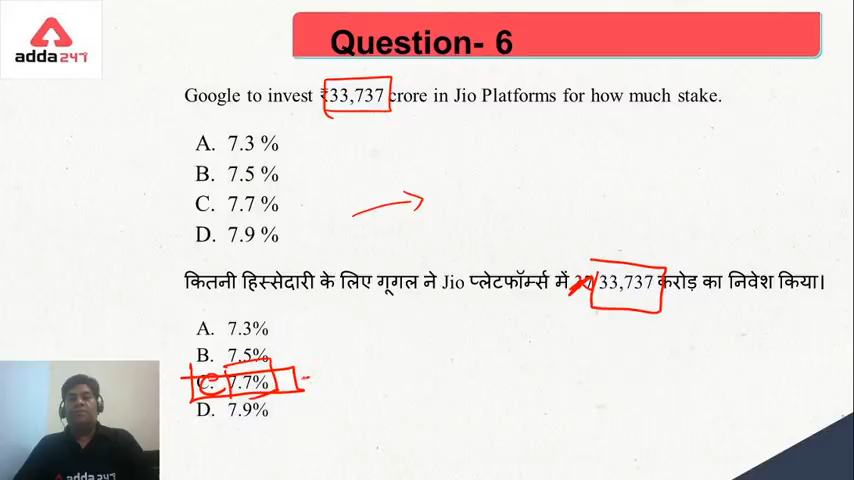 adda247
Question- 6
Google to invest ₹33,737 crore in Jio Platforms for how much stake.
A. 7.3 %
B. 7.5 %
C. 7.7 %
D. 7.9 %
कितनी हिस्सेदारी के लिए गूगल ने Jio प्लेटफॉर्म्स में 33,737 करोड़ का निवेश किया।
A. 7.3%
B. 7.5%
C. 7.7%
D. 7.9%
adda247